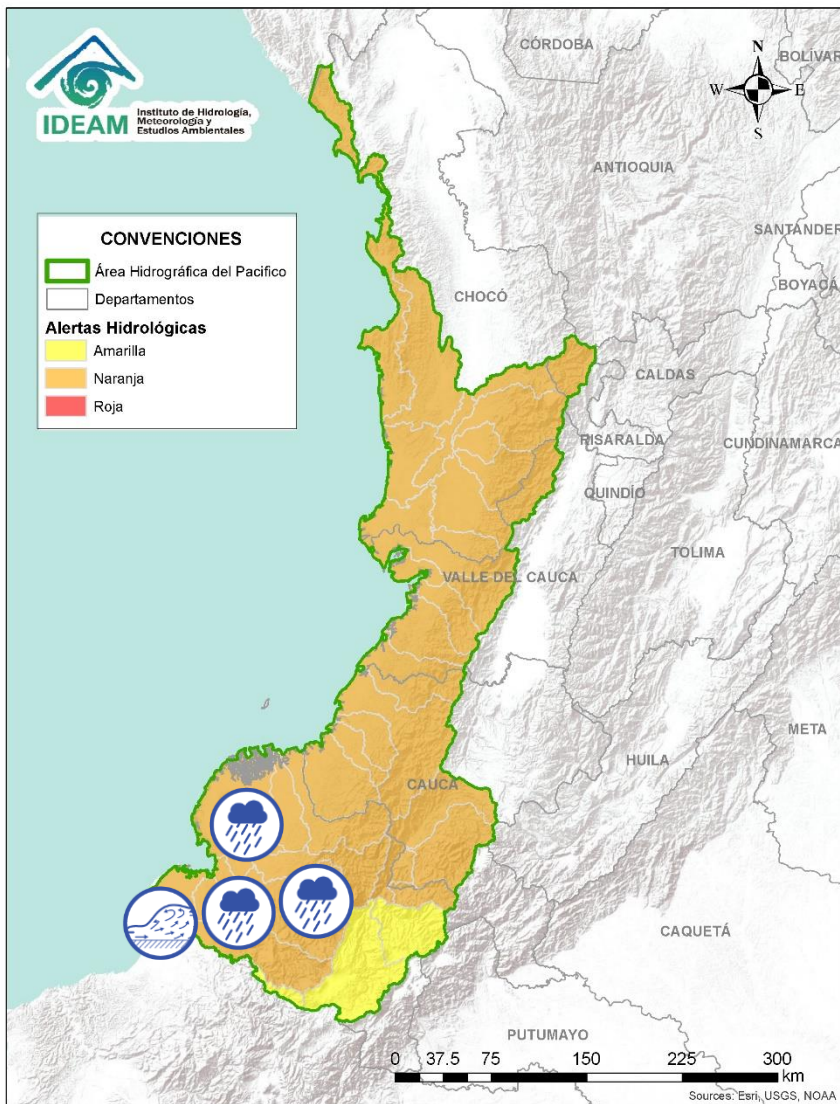 IDEAM
Instituto de Hidrología,
Meteorología y
Estudios Ambientales
CÓRDOBA
BOLÍVAR
N
W
E
S
ANTIOQUIA
SANTANDER
BOYACÁ
CONVENCIONES
Área Hidrográfica del Pacifico
Departamentos
Alertas Hidrológicas
Amarilla
Naranja
Roja
CHOCÓ
CALDAS
RISARALDA
CUNDINAMARCA
QUINDÍO
TOLIMA
VALLE DEL CAUCA
META
HUILA
CAUCA
CAQUETÁ
PUTUMAYO
0 37.5 75 150 225 300
km
Sources: Esri, USGS, NOAA